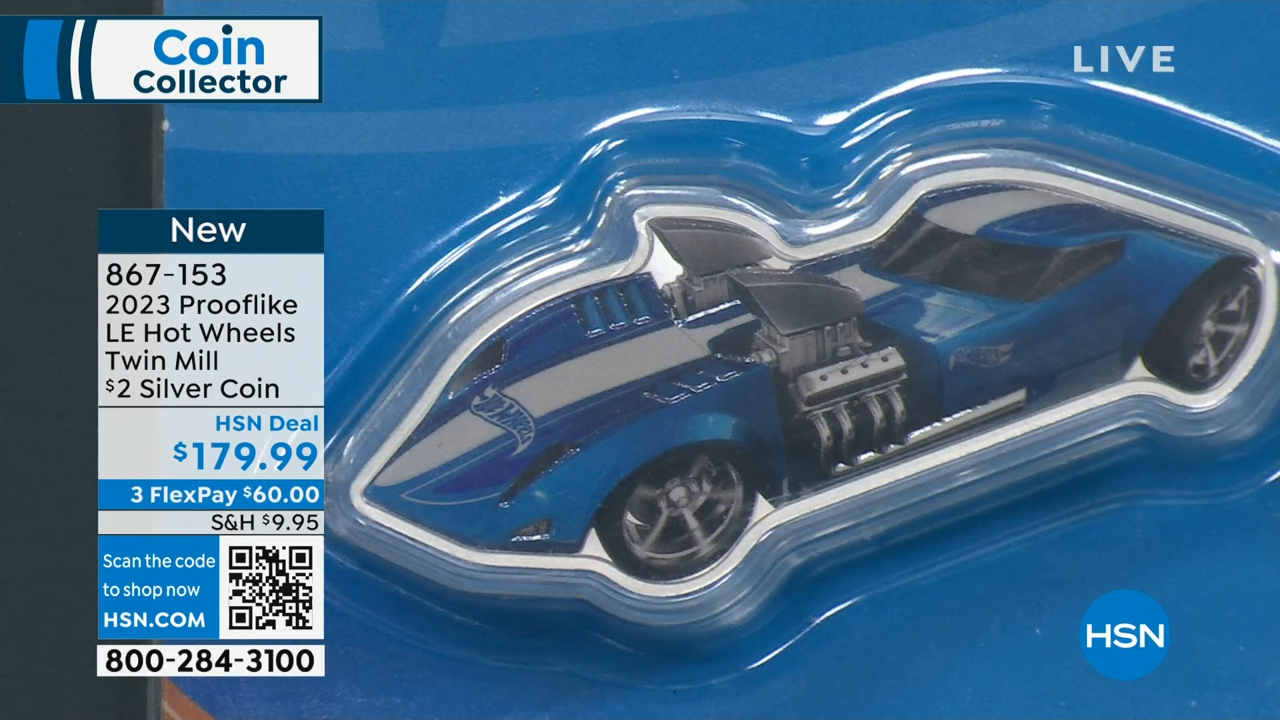 Coin
Collector
LIVE
New
867-153
2023 Prooflike
LE Hot Wheels
Twin Mill
$2 Silver Coin
HSN Deal
$179.99
3 FlexPay $60.00
S&H $9.95
Scan the code
to shop now
HSN.COM
800-284-3100
HOT WHEELS
HSN